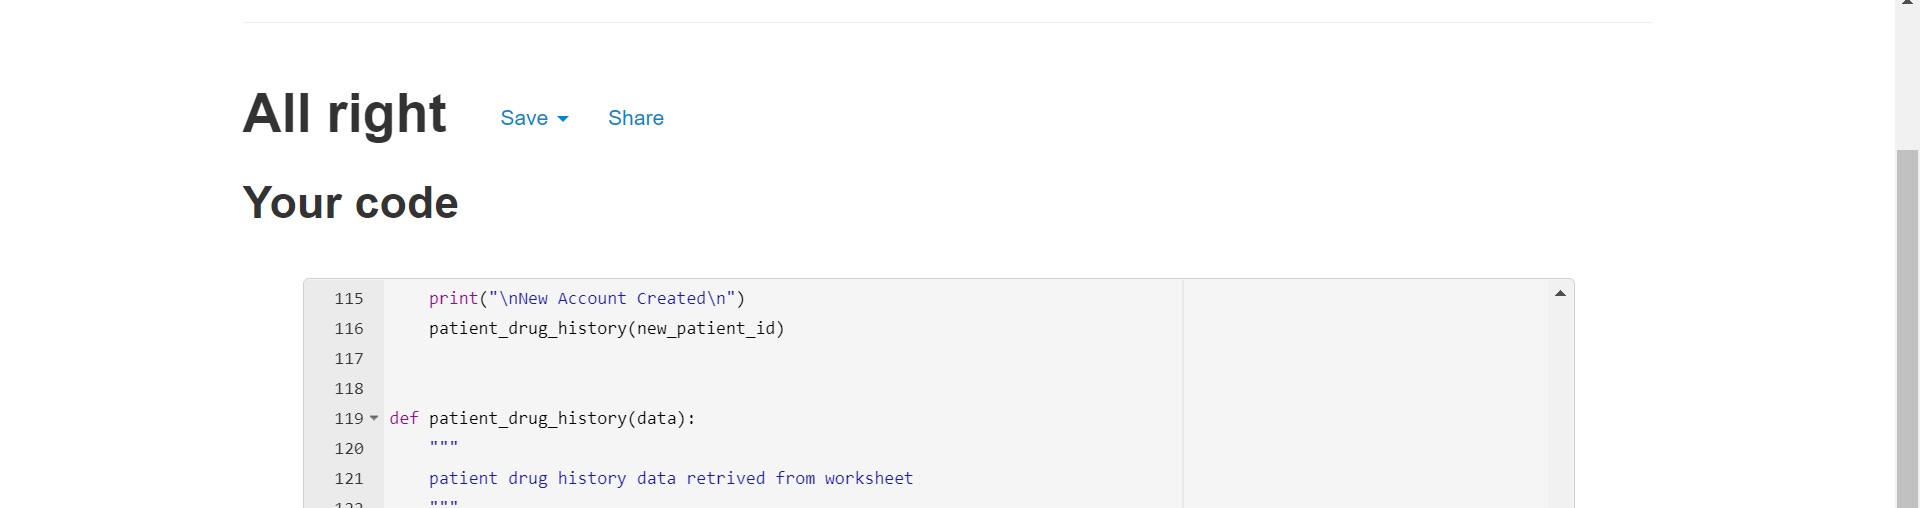 All right Save Share
Your code
115 print("\nNew Account Created\n")
116 patient_drug_history(new_patient_id)
117
118
119 def patient_drug_history(data):
120 """
121 patient drug history data retrived from worksheet
122 """